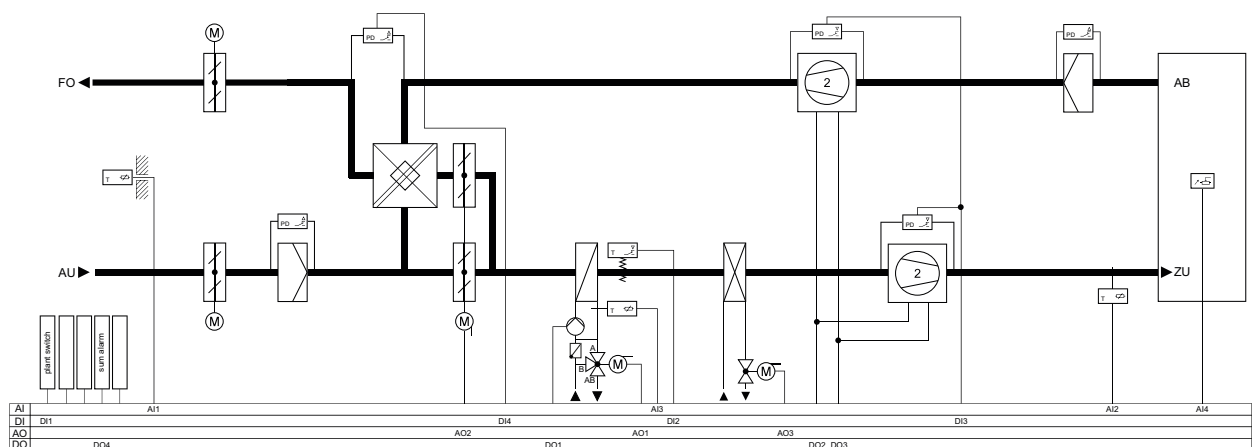 M
PD
PD
PD
FO
2
AB
T
PD
PD
AU
T
2
ZU
T
M
M
T
plant switch
sum alarm
A
B
M
AB
M
AI AI1 AI3 AI2 AI4
DI DI1 DI4 DI2 DI3
AO AO2 AO1 AO3
DO DO4 DO1 DO2 DO3